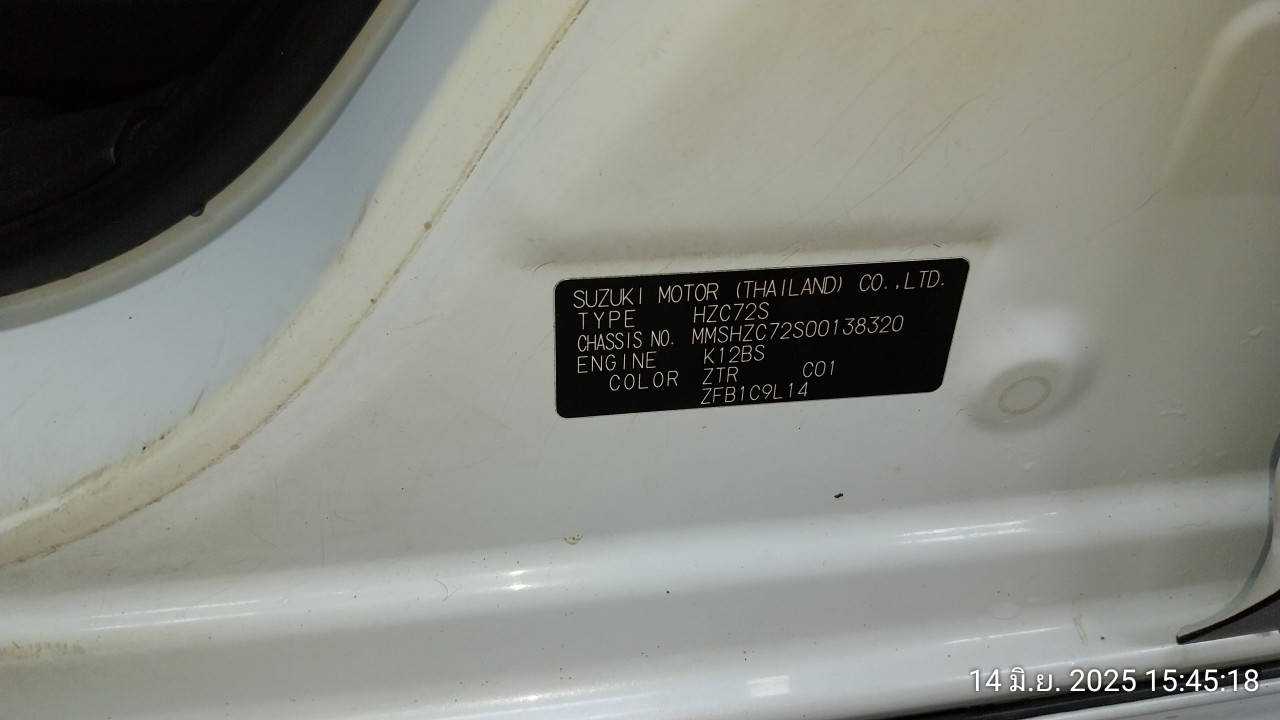 SUZUKI MOTOR (THAILAND) CO.,LTD.
TYPE HZC72S
CHASSIS NO. MMSHZC72S00138320
ENGINE K12BS
COLOR ZTR C01
ZFB1C9L14
14 มิ.ย. 2025 15:45:18